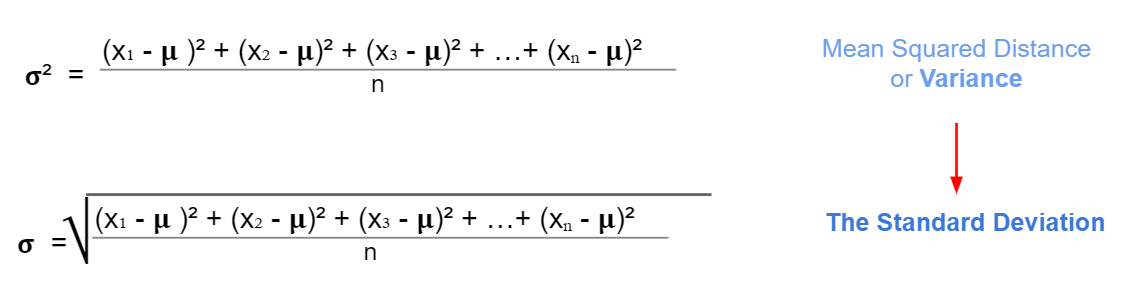 σ² = (x₁ - μ )² + (x₂ - μ)² + (x₃ - μ)² + …+ (xₙ - μ)²
n
Mean Squared Distance
or Variance
σ = √(x₁ - μ )² + (x₂ - μ)² + (x₃ - μ)² + …+ (xₙ - μ)²
n
The Standard Deviation